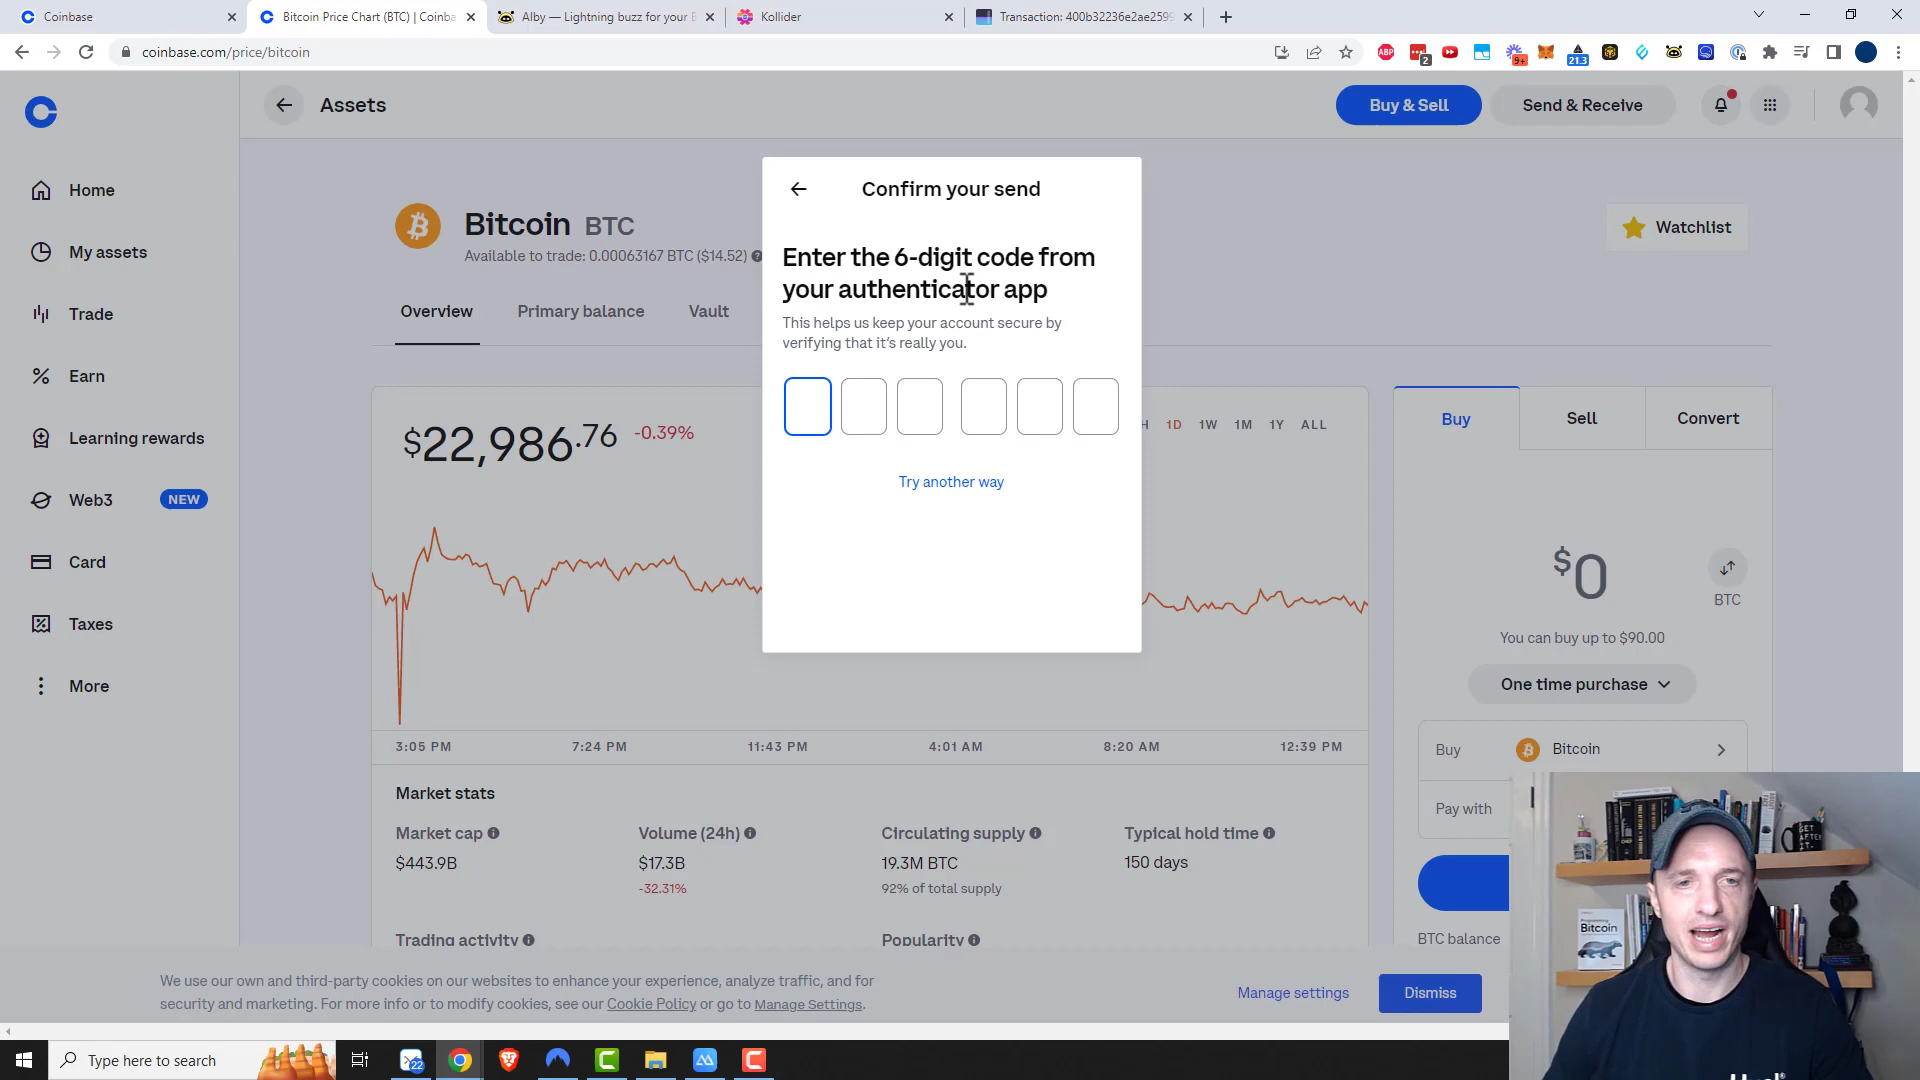 Coinbase
Bitcoin Price Chart (BTC) | Coinba
Alby — Lightning buzz for your B
Kollider
Transaction: 400b32236e2ae2599
coinbase.com/price/bitcoin
ABP
2
9+
21.3
Assets
Buy & Sell
Send & Receive
Home
My assets
Trade
Earn
Learning rewards
Web3 NEW
Card
Taxes
More
Bitcoin BTC
Available to trade: 0.00063167 BTC ($14.52)
Watchlist
Overview
Primary balance
Vault
Confirm your send
Enter the 6-digit code from
your authenticator app
This helps us keep your account secure by
verifying that it's really you.
Try another way
$22,986.76 -0.39%
H 1D 1W 1M 1Y ALL
3:05 PM 7:24 PM 11:43 PM 4:01 AM 8:20 AM 12:39 PM
Market stats
Market cap
$443.9B
Volume (24h)
$17.3B
-32.31%
Circulating supply
19.3M BTC
92% of total supply
Typical hold time
150 days
Trading activity
Popularity
Buy
Sell
Convert
$0
BTC
You can buy up to $90.00
One time purchase
Buy Bitcoin
Pay with
BTC balance
We use our own and third-party cookies on our websites to enhance your experience, analyze traffic, and for
security and marketing. For more info or to modify cookies, see our Cookie Policy or go to Manage Settings.
Manage settings
Dismiss
GET
AFTER
IT.
Bitcoin
Type here to search
22